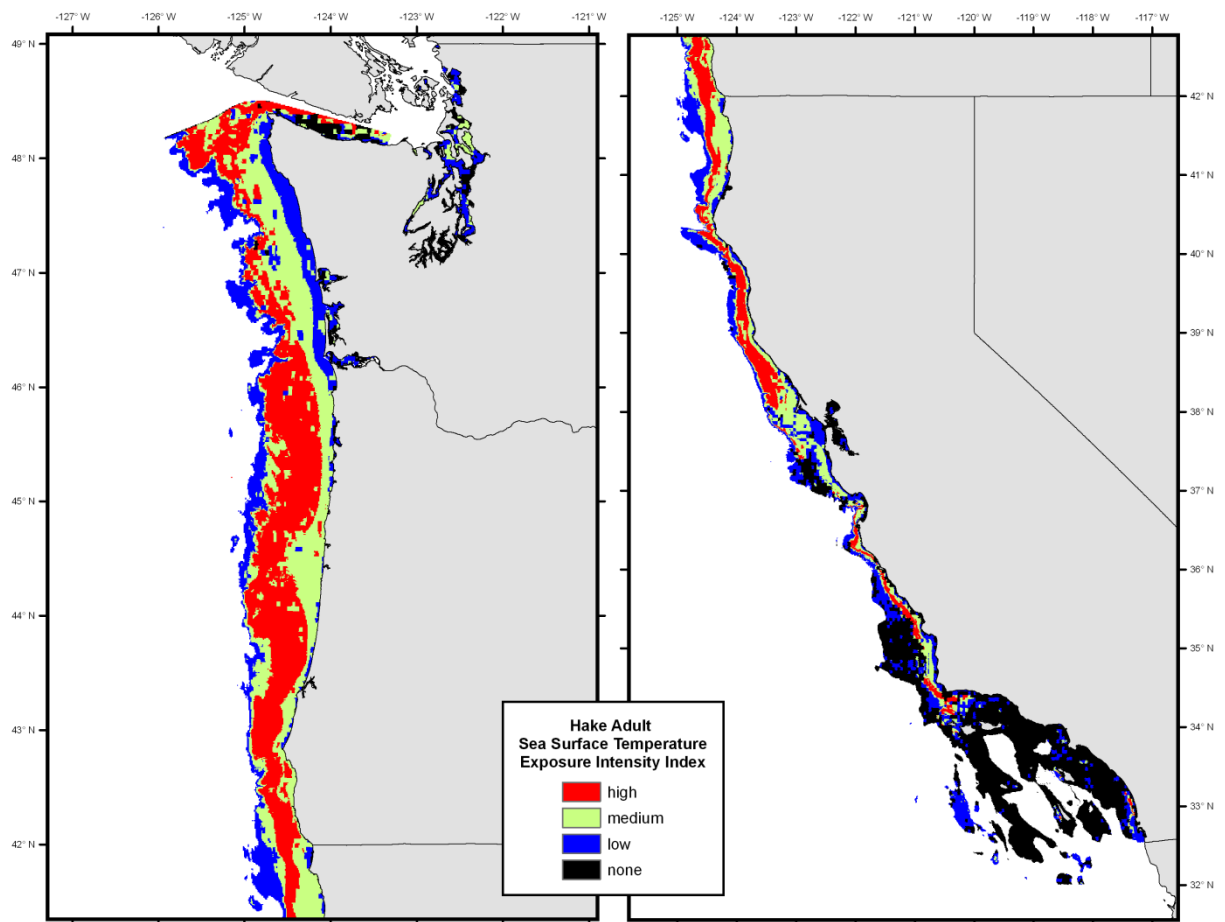 -127° W -126° W -125° W -124° W -123° W -122° W -121° W
-125° W -124° W -123° W -122° W -121° W -120° W -119° W -118° W -117° W
49° N
48° N
47° N
46° N
45° N
44° N
43° N
42° N
42° N
41° N
40° N
39° N
38° N
37° N
36° N
35° N
34° N
33° N
32° N
Hake Adult
Sea Surface Temperature
Exposure Intensity Index
high
medium
low
none